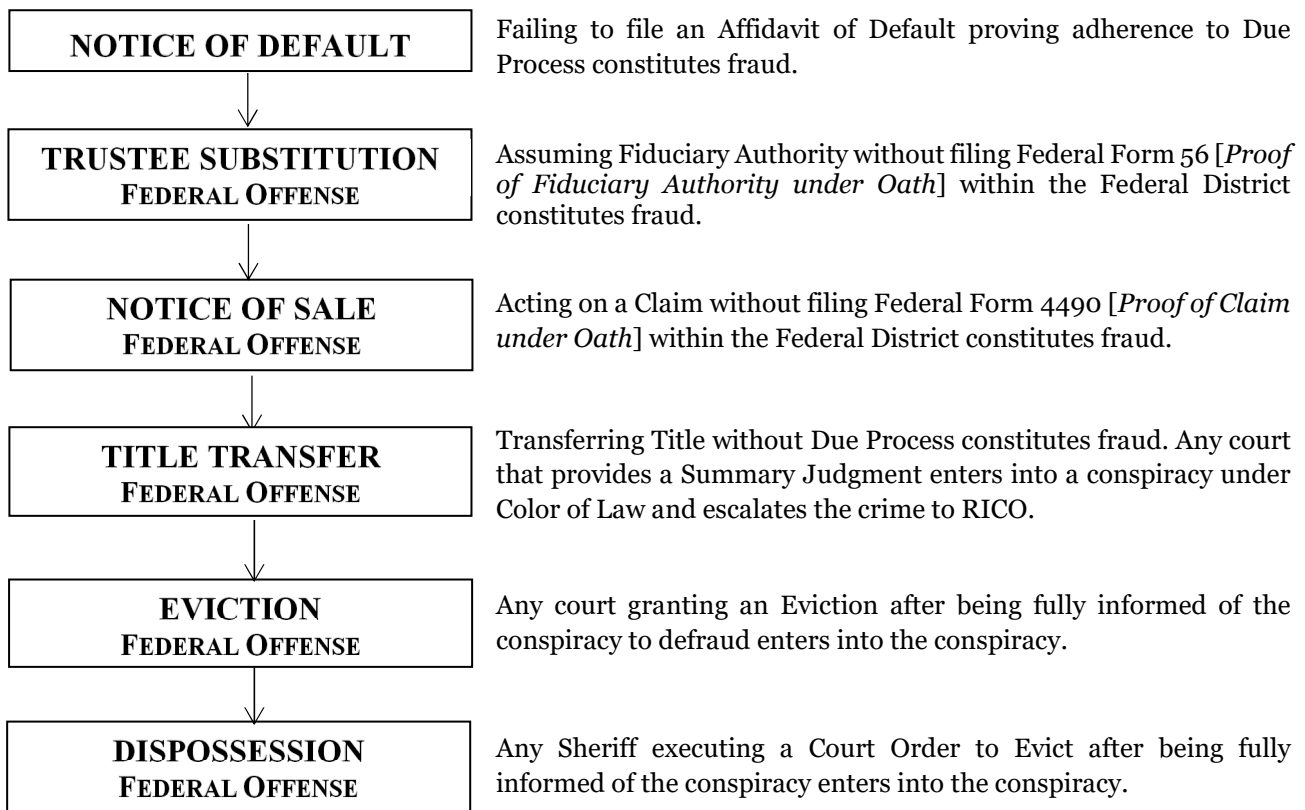 NOTICE OF DEFAULT
Failing to file an Affidavit of Default proving adherence to Due
Process constitutes fraud.
TRUSTEE SUBSTITUTION
FEDERAL OFFENSE
Assuming Fiduciary Authority without filing Federal Form 56 [Proof
of Fiduciary Authority under Oath] within the Federal District
constitutes fraud.
NOTICE OF SALE
FEDERAL OFFENSE
Acting on a Claim without filing Federal Form 4490 [Proof of Claim
under Oath] within the Federal District constitutes fraud.
TITLE TRANSFER
FEDERAL OFFENSE
Transferring Title without Due Process constitutes fraud. Any court
that provides a Summary Judgment enters into a conspiracy under
Color of Law and escalates the crime to RICO.
EVICTION
FEDERAL OFFENSE
Any court granting an Eviction after being fully informed of the
conspiracy to defraud enters into the conspiracy.
DISPOSSESSION
FEDERAL OFFENSE
Any Sheriff executing a Court Order to Evict after being fully
informed of the conspiracy enters into the conspiracy.